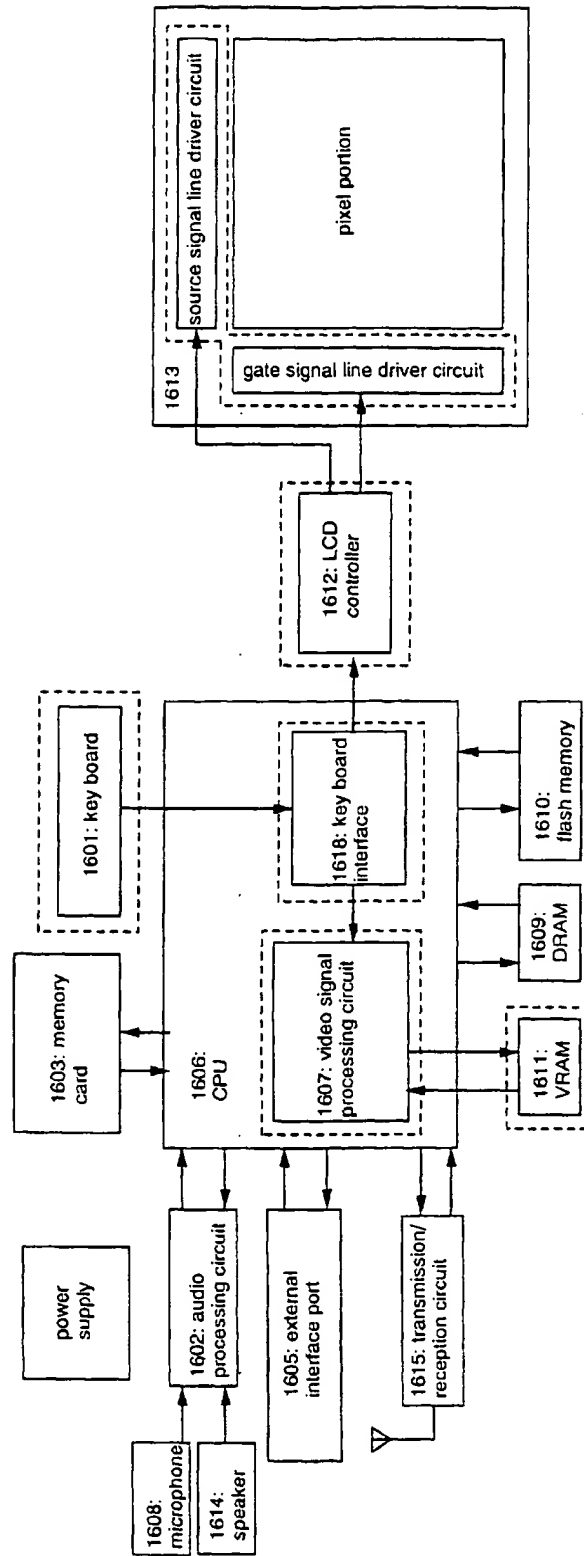 power
supply
1608:
microphone
1614:
speaker
1602: audio
processing circuit
1605: external
interface port
1615: transmission/
reception circuit
1603: memory
card
1601: key board
1606:
CPU
1607: video signal
processing circuit
1618: key board
interface
1611:
VRAM
1609:
DRAM
1610:
flash memory
1612: LCD
controller
1613
source signal line driver circuit
gate signal line driver circuit
pixel portion